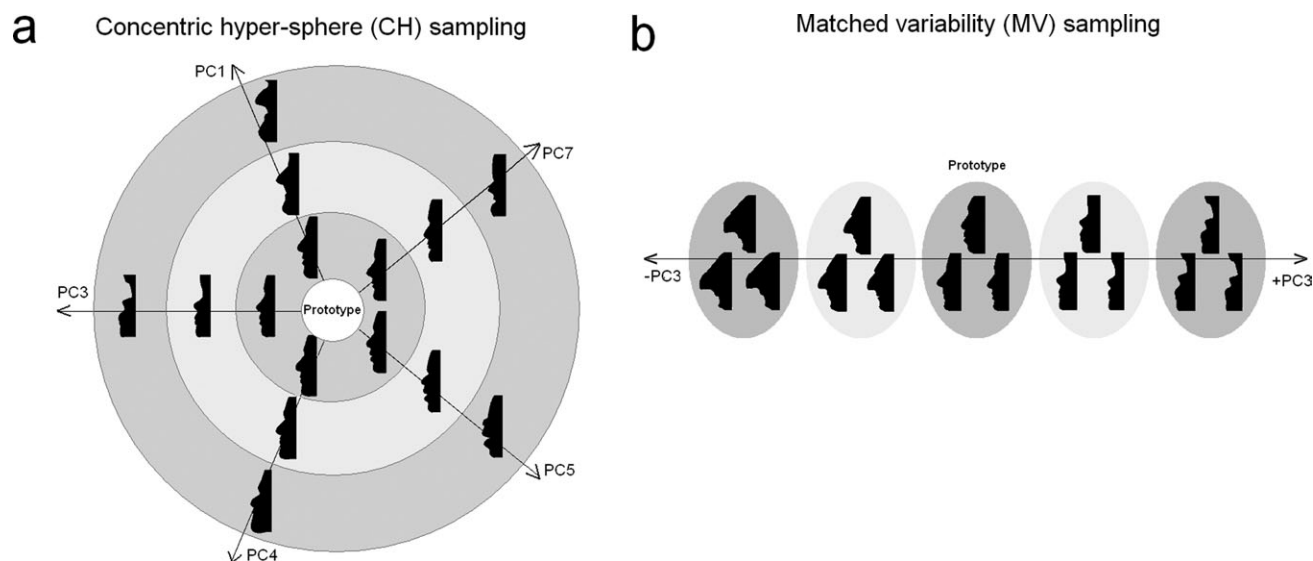 a
Concentric hyper-sphere (CH) sampling
PC1
PC7
PC3
Prototype
PC5
PC4
b
Matched variability (MV) sampling
Prototype
-PC3
+PC3